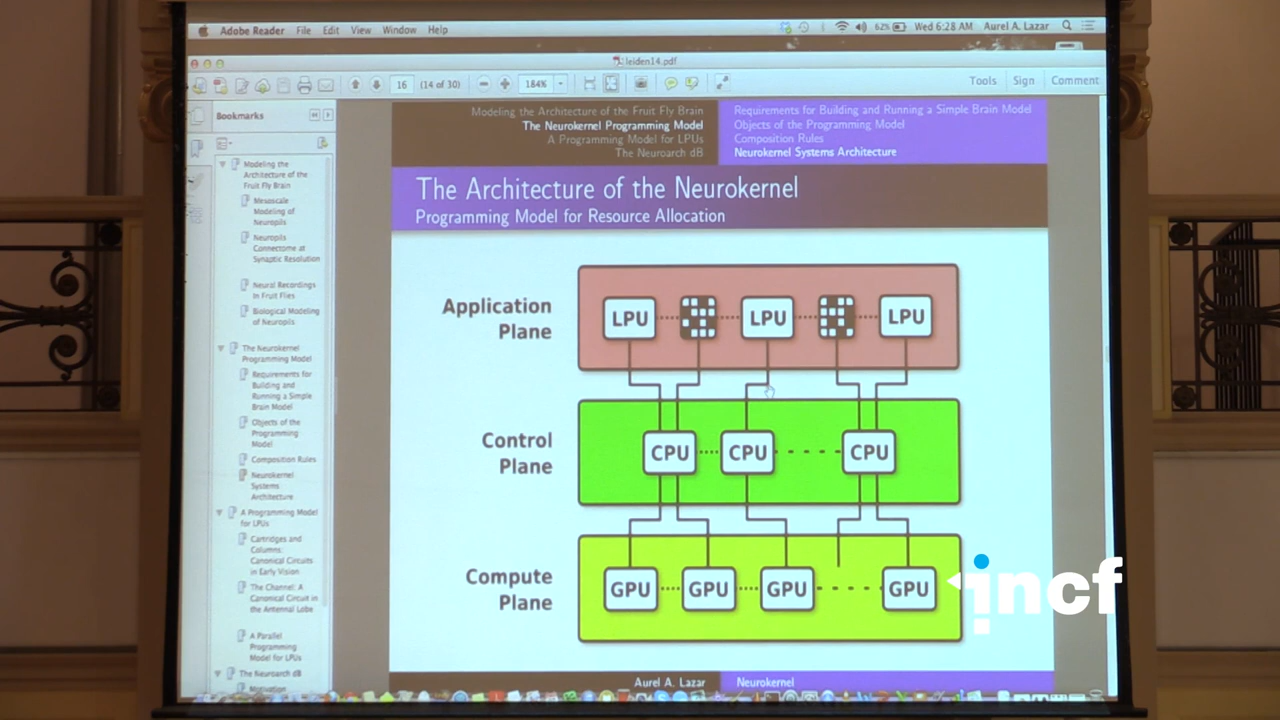 Adobe Reader File Edit View Window Help
62% Wed 6:28 AM Aurel A. Lazar
leiden14.pdf
16 (14 of 30) 184% Tools Sign Comment
Bookmarks
Modeling the
Architecture of the
Fruit Fly Brain
Mesoscale
Modeling of
Neuropils
Neuropils
Connectome at
Synaptic Resolution
Neural Recordings
in Fruit Flies
Biological Modeling
of Neuropils
The Neurokernel
Programming Model
Requirements for
Building and
Running a Simple
Brain Model
Objects of the
Programming
Model
Composition Rules
Neurokernel
Systems
Architecture
A Programming Model
for LPUs
Cartridges and
Columns:
Canonical Circuits
in Early Vision
The Channel: A
Canonical Circuit in
the Antennal Lobe
A Parallel
Programming
Model for LPUs
The Neuroarch dB
Motivation
Modeling the Architecture of the Fruit Fly Brain
The Neurokernel Programming Model
A Programming Model for LPUs
The Neuroarch dB
Requirements for Building and Running a Simple Brain Model
Objects of the Programming Model
Composition Rules
Neurokernel Systems Architecture
The Architecture of the Neurokernel
Programming Model for Resource Allocation
Application
Plane
LPU LPU LPU
Control
Plane
CPU CPU CPU
Compute
Plane
GPU GPU GPU GPU
incf
Aurel A. Lazar Neurokernel